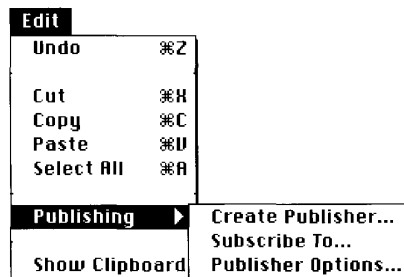 Edit
Undo ⌘Z
Cut ⌘X
Copy ⌘C
Paste ⌘V
Select All ⌘A
Publishing ▶
Create Publisher...
Subscribe To...
Show Clipboard
Publisher Options...